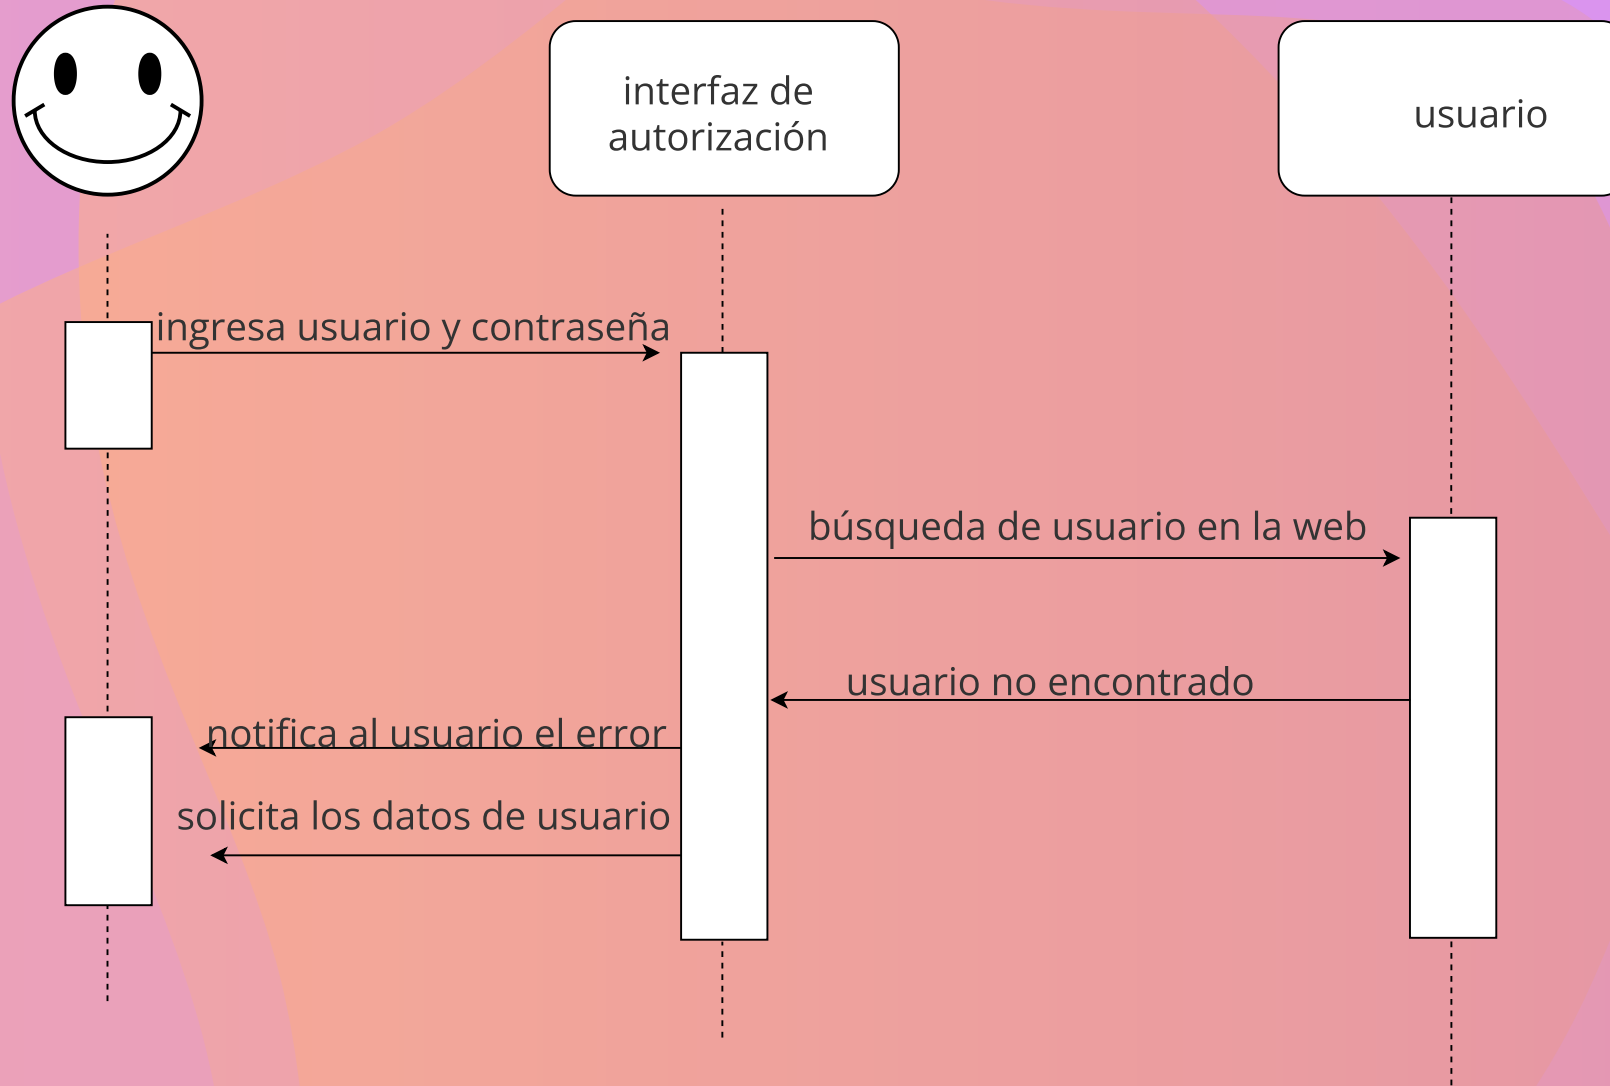 interfaz de
autorización
usuario
ingresa usuario y contraseña
búsqueda de usuario en la web
usuario no encontrado
notifica al usuario el error
solicita los datos de usuario